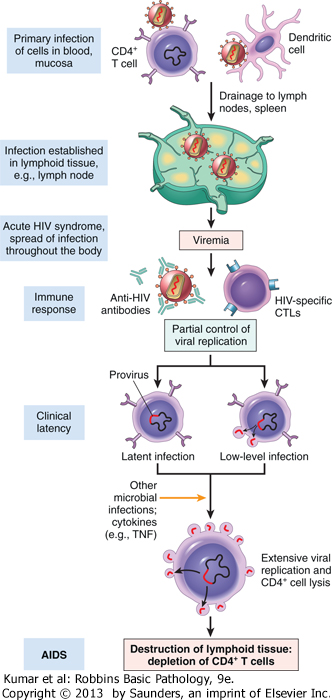 Primary infection
of cells in blood,
mucosa
CD4+
T cell
Dendritic
cell
Drainage to lymph
nodes, spleen
Infection established
in lymphoid tissue,
e.g., lymph node
Acute HIV syndrome,
spread of infection
throughout the body
Viremia
Immune
response
Anti-HIV
antibodies
HIV-specific
CTLs
Partial control of
viral replication
Clinical
latency
Provirus
Latent infection
Low-level infection
Other
microbial
infections;
cytokines
(e.g., TNF)
Extensive viral
replication and
CD4+ cell lysis
AIDS
Destruction of lymphoid tissue:
depletion of CD4+ T cells
Kumar et al: Robbins Basic Pathology, 9e.
Copyright © 2013 by Saunders, an imprint of Elsevier Inc.